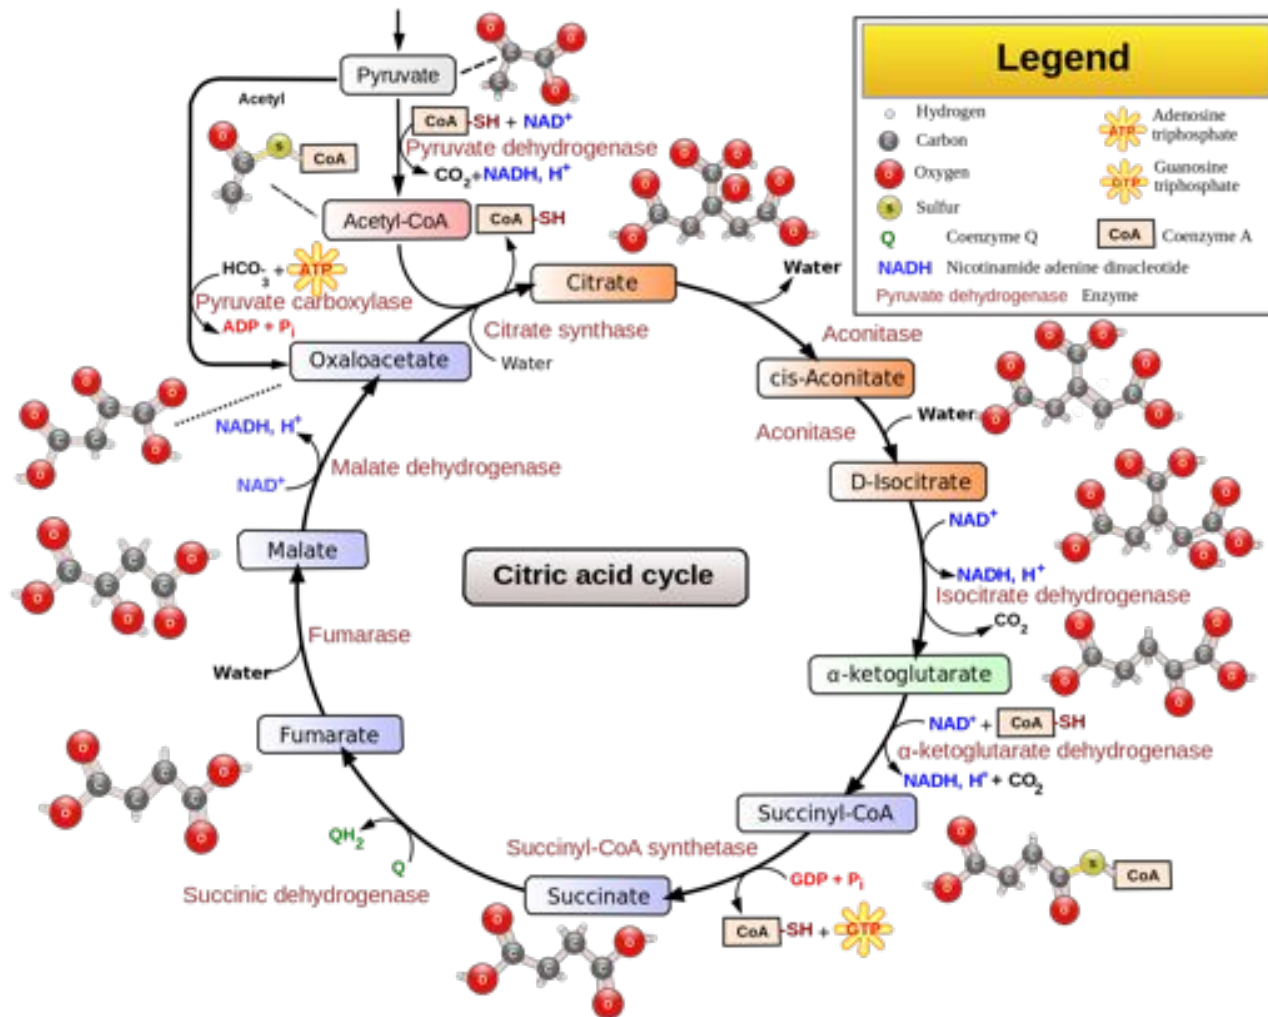 Pyruvate
Acetyl
CoA -SH + NAD⁺
Pyruvate dehydrogenase
CO₂+NADH, H⁺
CoA
Acetyl-CoA
CoA -SH
HCO₃⁻ + ATP
Pyruvate carboxylase
ADP + Pᵢ
Citrate
Water
Citrate synthase
Water
Oxaloacetate
Aconitase
cis-Aconitate
Water
Aconitase
D-Isocitrate
NAD⁺
NADH, H⁺
Isocitrate dehydrogenase
CO₂
α-ketoglutarate
NAD⁺ + CoA -SH
α-ketoglutarate dehydrogenase
NADH, H⁺ + CO₂
Succinyl-CoA
Succinyl-CoA synthetase
GDP + Pᵢ
CoA -SH + GTP
S CoA
Succinate
QH₂
Q
Succinic dehydrogenase
Fumarate
Water
Fumarase
Malate
NADH, H⁺
Malate dehydrogenase
NAD⁺
Citric acid cycle
Legend
Hydrogen
C Carbon
O Oxygen
S Sulfur
Q Coenzyme Q
NADH Nicotinamide adenine dinucleotide
Pyruvate dehydrogenase Enzyme
ATP Adenosine
triphosphate
GTP Guanosine
triphosphate
CoA Coenzyme A